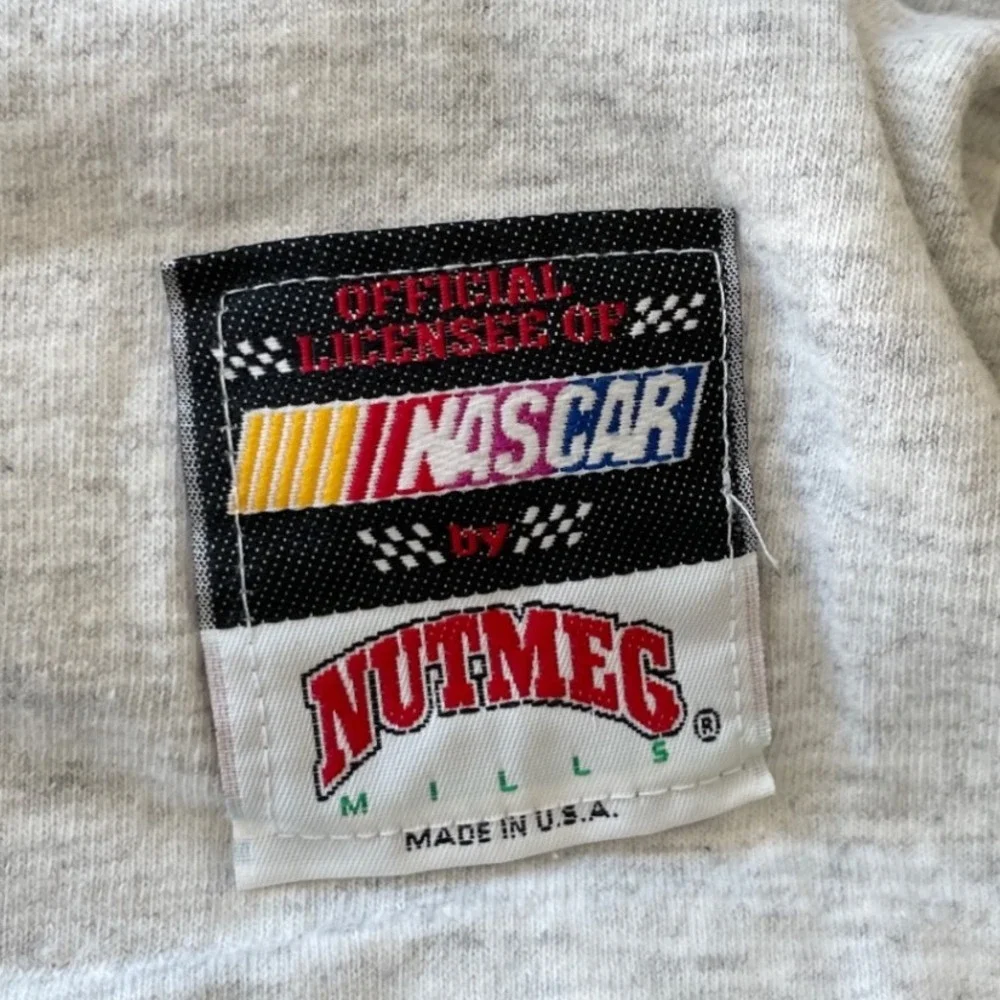 OFFICIAL
LICENSEE OF
NASCAR
by
NUTMEG
MILLS ®
MADE IN U.S.A.